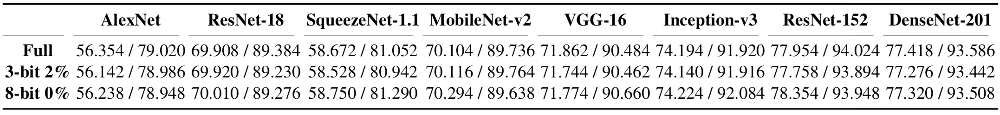 AlexNet ResNet-18 SqueezeNet-1.1 MobileNet-v2 VGG-16 Inception-v3 ResNet-152 DenseNet-201
Full 56.354 / 79.020 69.908 / 89.384 58.672 / 81.052 70.104 / 89.736 71.862 / 90.484 74.194 / 91.920 77.954 / 94.024 77.418 / 93.586
3-bit 2% 56.142 / 78.986 69.920 / 89.230 58.528 / 80.942 70.116 / 89.764 71.744 / 90.462 74.140 / 91.916 77.758 / 93.894 77.276 / 93.442
8-bit 0% 56.238 / 78.948 70.010 / 89.276 58.750 / 81.290 70.294 / 89.638 71.774 / 90.660 74.224 / 92.084 78.354 / 93.948 77.320 / 93.508